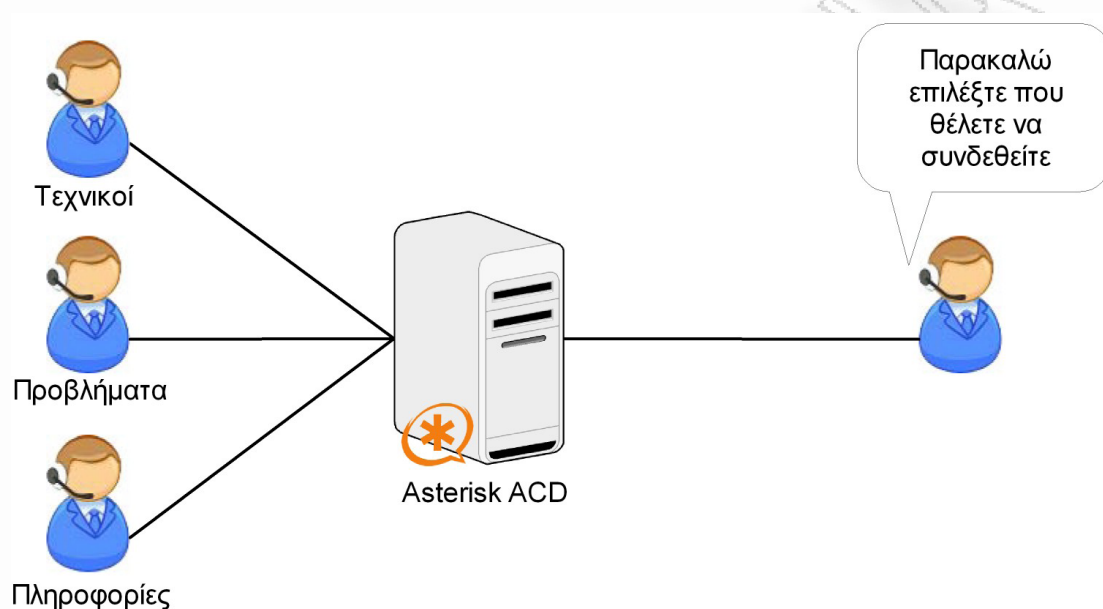 Παρακαλώ
επιλέξτε που
θέλετε να
συνδεθείτε
Τεχνικοί
Προβλήματα
Asterisk ACD
Πληροφορίες